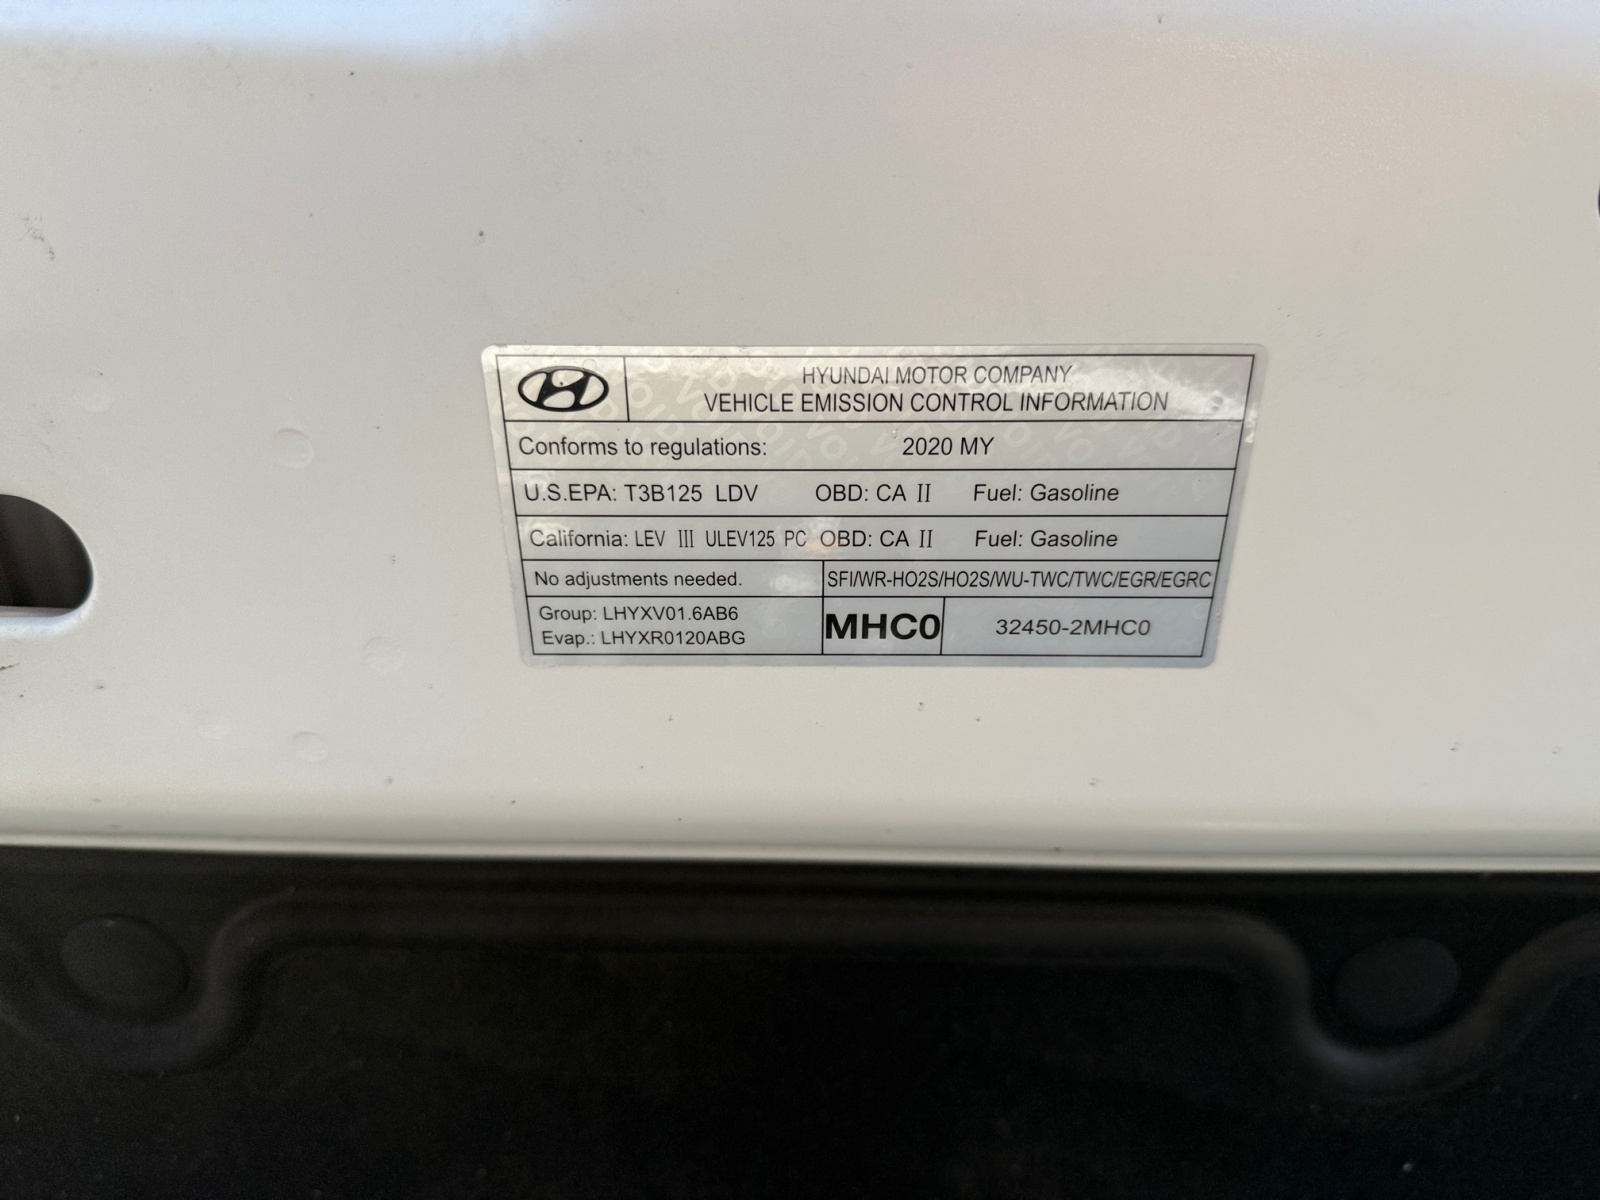 HYUNDAI MOTOR COMPANY
VEHICLE EMISSION CONTROL INFORMATION
Conforms to regulations: 2020 MY
U.S.EPA: T3B125 LDV OBD: CA II Fuel: Gasoline
California: LEV III ULEV125 PC OBD: CA II Fuel: Gasoline
No adjustments needed. SFI/WR-HO2S/HO2S/WU-TWC/TWC/EGR/EGRC
Group: LHYXV01.6AB6
Evap.: LHYXR0120ABG
MHC0 32450-2MHC0